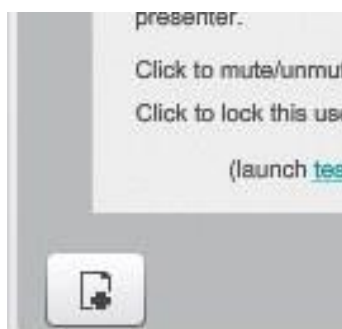 presenter.
Click to mute/unmut
Click to lock this use
(launch tes